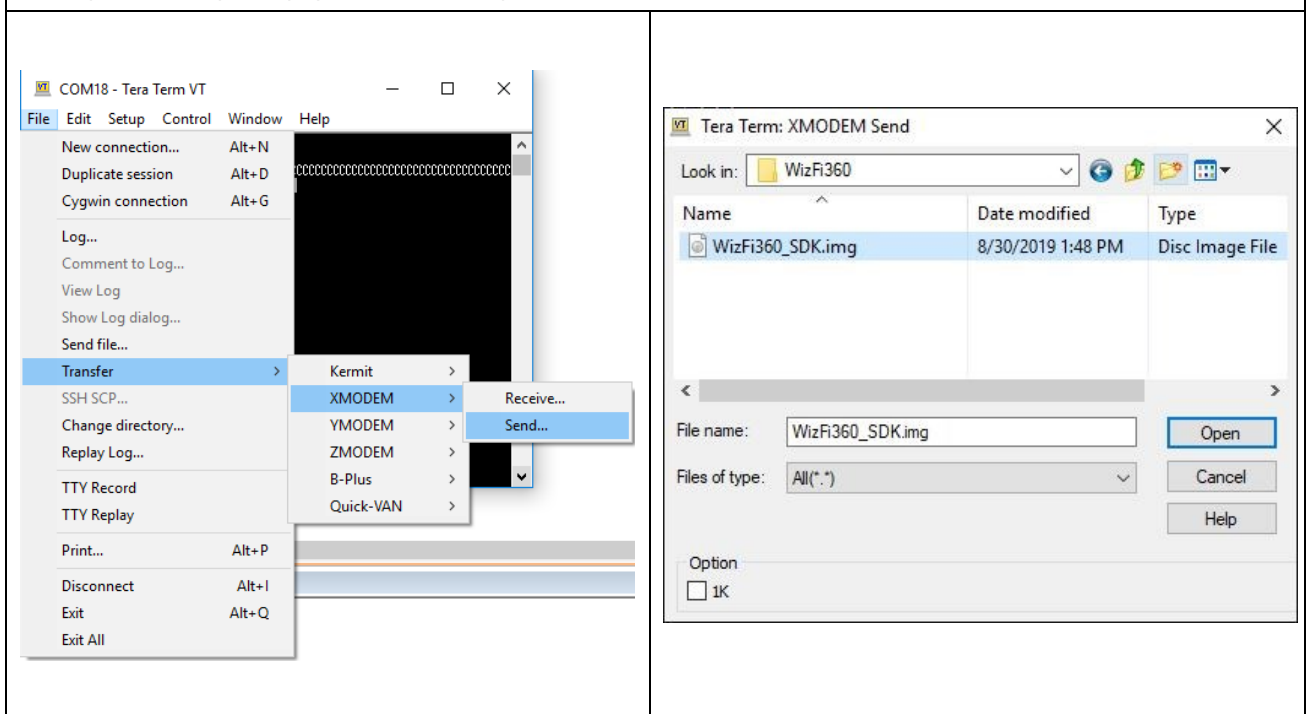 COM18 - Tera Term VT
File Edit Setup Control Window Help
New connection... Alt+N
Duplicate session Alt+D
Cygwin connection Alt+G
Log...
Comment to Log...
View Log
Show Log dialog...
Send file...
Transfer >
SSH SCP...
Change directory...
Replay Log...
TTY Record
TTY Replay
Print... Alt+P
Disconnect Alt+I
Exit Alt+Q
Exit All
Kermit >
XMODEM >
YMODEM >
ZMODEM >
B-Plus >
Quick-VAN >
Receive...
Send...
Tera Term: XMODEM Send
Look in: WizFi360
Name Date modified Type
WizFi360_SDK.img 8/30/2019 1:48 PM Disc Image File
File name: WizFi360_SDK.img Open
Files of type: All(*.*) Cancel
Help
Option
1K